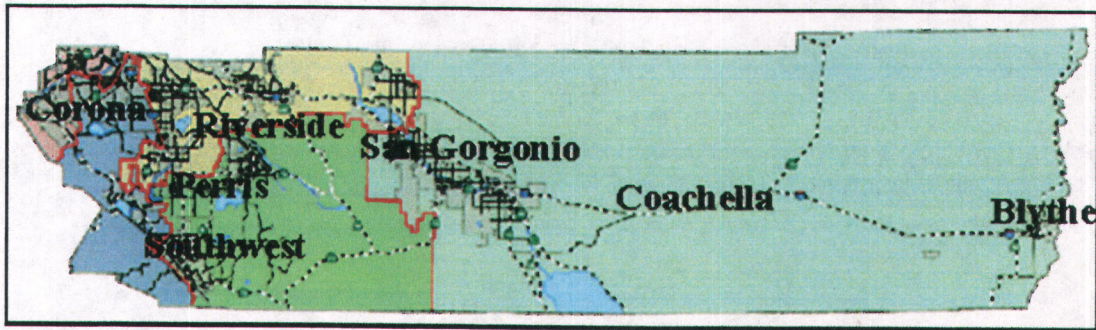 Corona
Riverside
San Gorgonio
Perris
Coachella
Blythe
Southwest